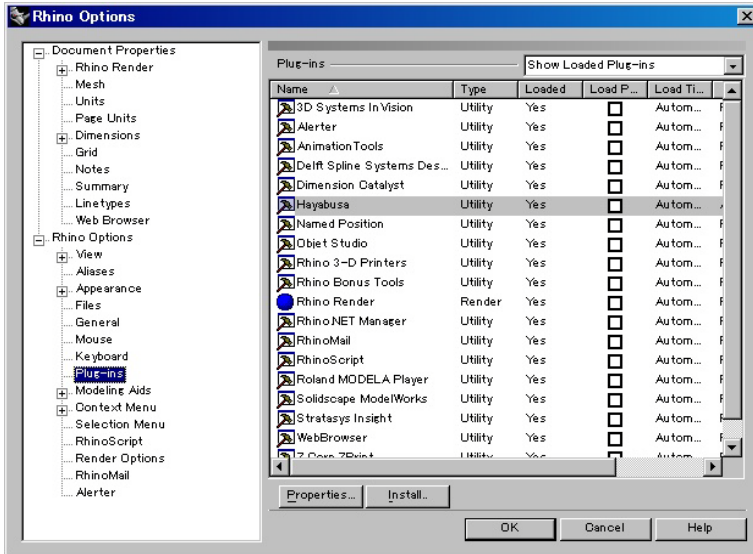 Rhino Options
Document Properties
Rhino Render
Mesh
Units
Page Units
Dimensions
Grid
Notes
Summary
Linetypes
Web Browser
Rhino Options
View
Aliases
Appearance
Files
General
Mouse
Keyboard
Plug-ins
Modeling Aids
Context Menu
Selection Menu
RhinoScript
Render Options
RhinoMail
Alerter
Plug-ins Show Loaded Plug-ins
Name Type Loaded Load P... Load Ti...
3D Systems InVision Utility Yes Autom...
Alerter Utility Yes Autom...
AnimationTools Utility Yes Autom...
Delft Spline Systems Des... Utility Yes Autom...
Dimension Catalyst Utility Yes Autom...
Hayabusa Utility Yes Autom...
Named Position Utility Yes Autom...
Objet Studio Utility Yes Autom...
Rhino 3-D Printers Utility Yes Autom...
Rhino Bonus Tools Utility Yes Autom...
Rhino Render Render Yes Autom...
Rhino.NET Manager Utility Yes Autom...
RhinoMail Utility Yes Autom...
RhinoScript Utility Yes Autom...
Roland MODELA Player Utility Yes Autom...
Solidscape ModelWorks Utility Yes Autom...
Stratasys Insight Utility Yes Autom...
WebBrowser Utility Yes Autom...
Z Corp ZPrint Utility Yes Autom...
Properties... Install..
OK Cancel Help